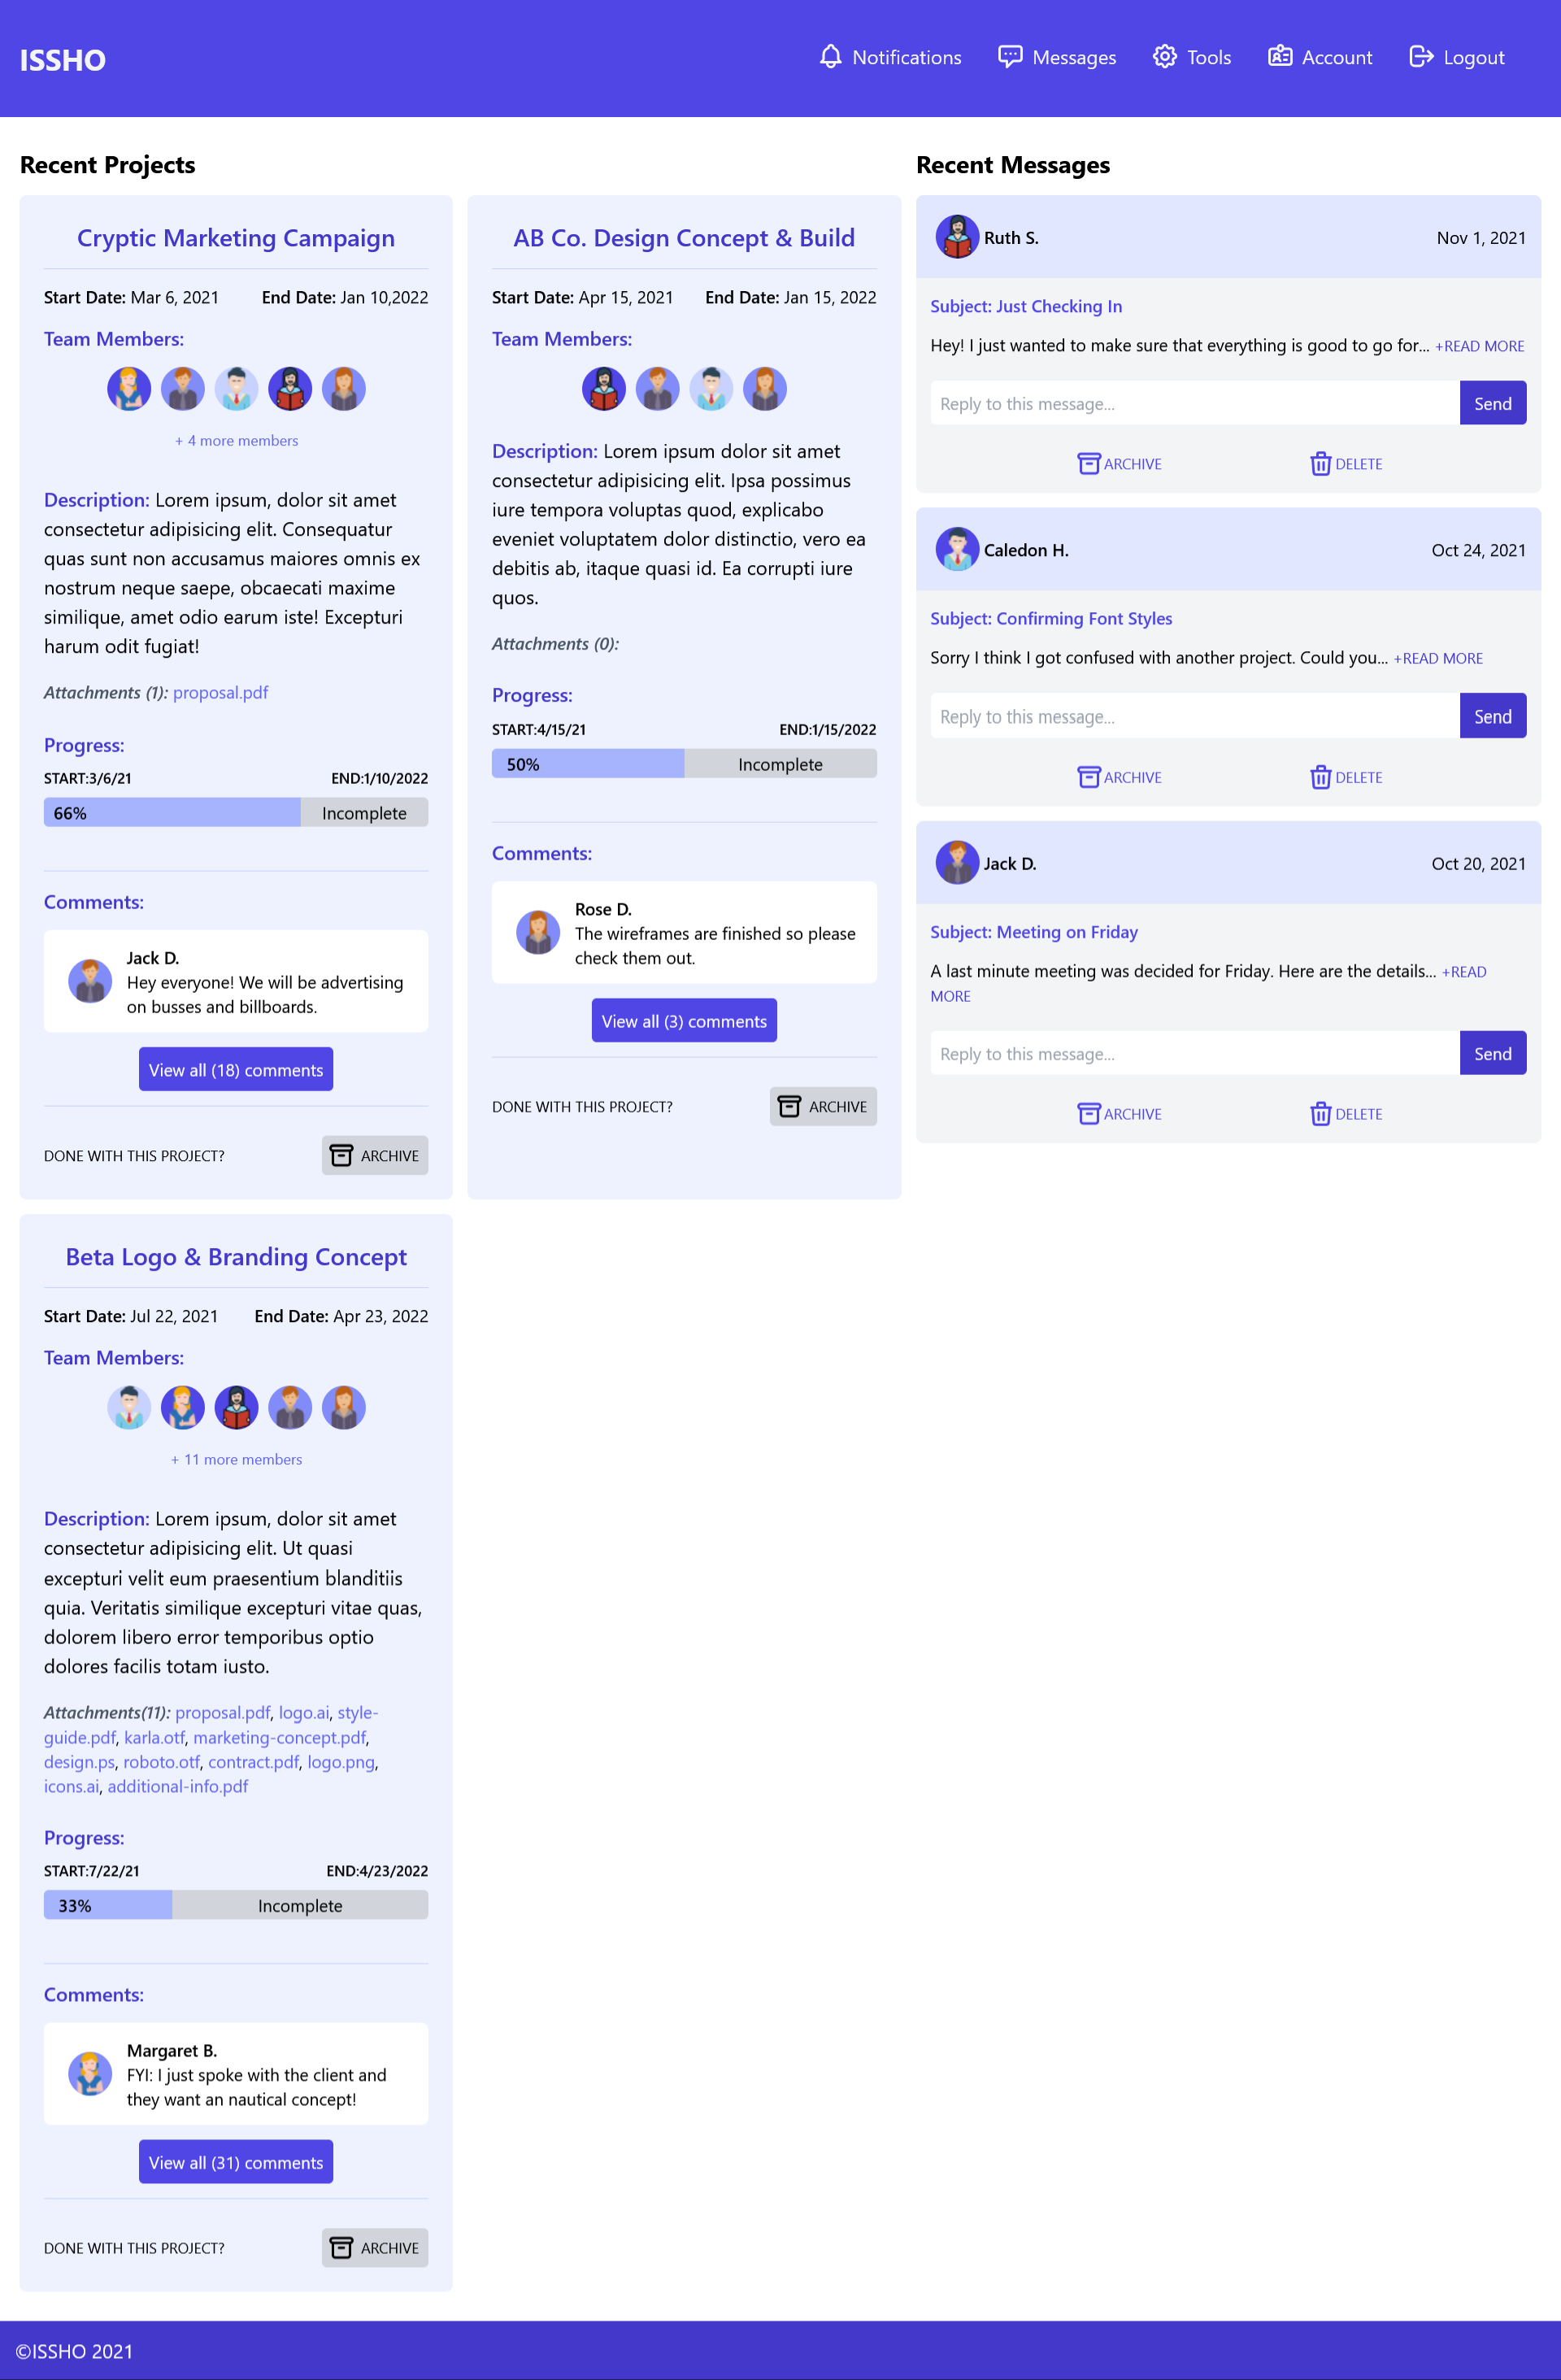 ISSHO
Notifications
Messages
Tools
Account
Logout
Recent Projects
Cryptic Marketing Campaign
Start Date: Mar 6, 2021
End Date: Jan 10,2022
Team Members:
+ 4 more members
Description: Lorem ipsum, dolor sit amet
consectetur adipisicing elit. Consequatur
quas sunt non accusamus maiores omnis ex
nostrum neque saepe, obcaecati maxime
similique, amet odio earum iste! Excepturi
harum odit fugiat!
Attachments (1): proposal.pdf
Progress:
START:3/6/21
END:1/10/2022
66%
Incomplete
Comments:
Jack D.
Hey everyone! We will be advertising
on busses and billboards.
View all (18) comments
DONE WITH THIS PROJECT?
ARCHIVE
AB Co. Design Concept & Build
Start Date: Apr 15, 2021
End Date: Jan 15, 2022
Team Members:
Description: Lorem ipsum dolor sit amet
consectetur adipisicing elit. Ipsa possimus
iure tempora voluptas quod, explicabo
eveniet voluptatem dolor distinctio, vero ea
debitis ab, itaque quasi id. Ea corrupti iure
quos.
Attachments (0):
Progress:
START:4/15/21
END:1/15/2022
50%
Incomplete
Comments:
Rose D.
The wireframes are finished so please
check them out.
View all (3) comments
DONE WITH THIS PROJECT?
ARCHIVE
Beta Logo & Branding Concept
Start Date: Jul 22, 2021
End Date: Apr 23, 2022
Team Members:
+ 11 more members
Description: Lorem ipsum, dolor sit amet
consectetur adipisicing elit. Ut quasi
excepturi velit eum praesentium blanditiis
quia. Veritatis similique excepturi vitae quas,
dolorem libero error temporibus optio
dolores facilis totam iusto.
Attachments(11): proposal.pdf, logo.ai, style-
guide.pdf, karla.otf, marketing-concept.pdf,
design.ps, roboto.otf, contract.pdf, logo.png,
icons.ai, additional-info.pdf
Progress:
START:7/22/21
END:4/23/2022
33%
Incomplete
Comments:
Margaret B.
FYI: I just spoke with the client and
they want an nautical concept!
View all (31) comments
DONE WITH THIS PROJECT?
ARCHIVE
Recent Messages
Ruth S.
Nov 1, 2021
Subject: Just Checking In
Hey! I just wanted to make sure that everything is good to go for... +READ MORE
Reply to this message...
Send
ARCHIVE
DELETE
Caledon H.
Oct 24, 2021
Subject: Confirming Font Styles
Sorry I think I got confused with another project. Could you... +READ MORE
Reply to this message...
Send
ARCHIVE
DELETE
Jack D.
Oct 20, 2021
Subject: Meeting on Friday
A last minute meeting was decided for Friday. Here are the details... +READ
MORE
Reply to this message...
Send
ARCHIVE
DELETE
©ISSHO 2021